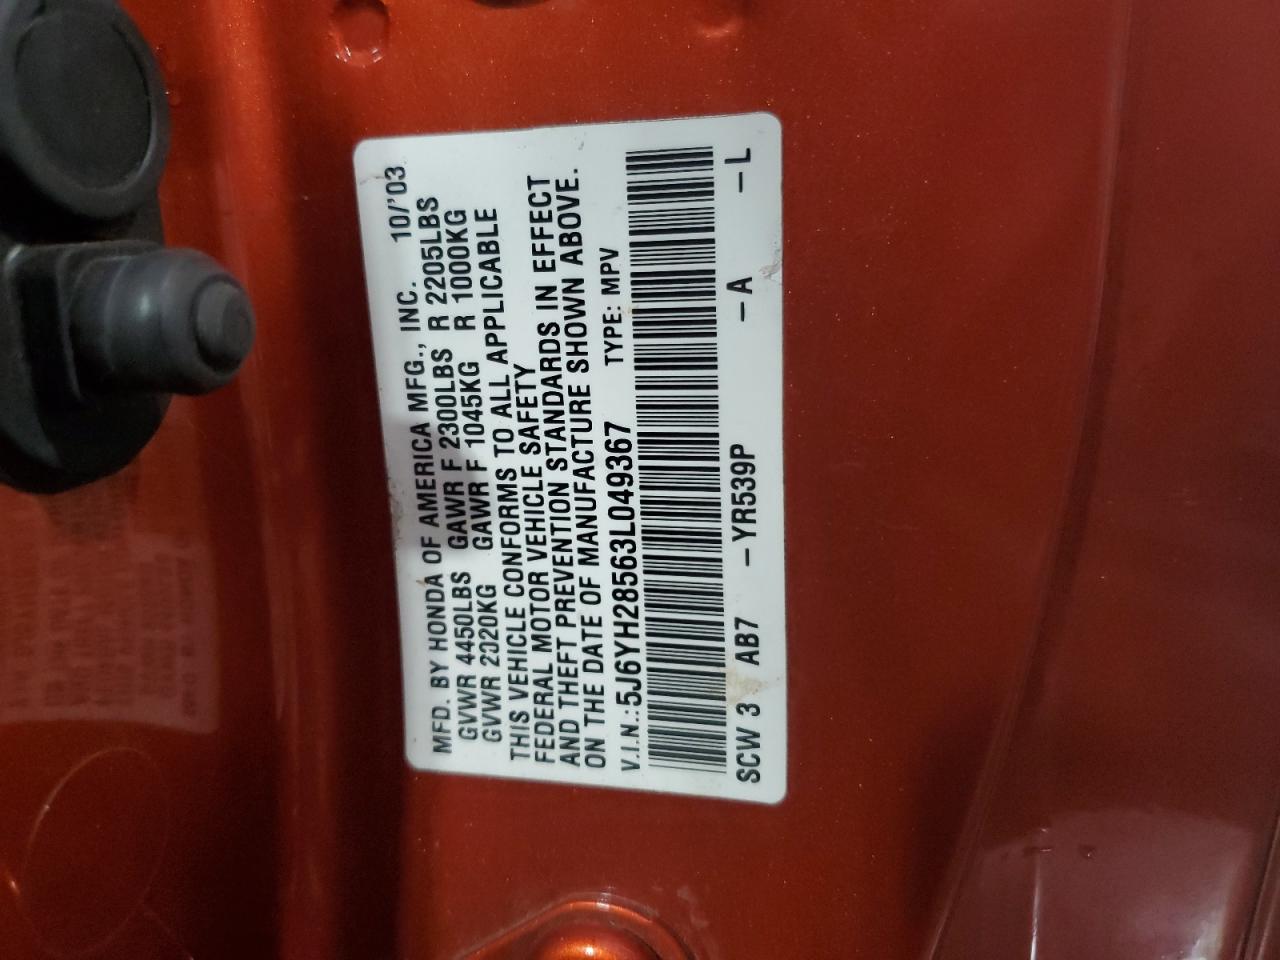 MFD. BY HONDA OF AMERICA MFG., INC. 10/'03
GVWR 4450LBS GAWR F 2300LBS R 2205LBS
GVWR 2020KG GAWR F 1045KG R 1000KG
THIS VEHICLE CONFORMS TO ALL APPLICABLE
FEDERAL MOTOR VEHICLE SAFETY
AND THEFT PREVENTION STANDARDS IN EFFECT
ON THE DATE OF MANUFACTURE SHOWN ABOVE.
V.I.N.:5J6YH28563L049367 TYPE: MPV
SCW 3 AB7 –YR539P –A –L